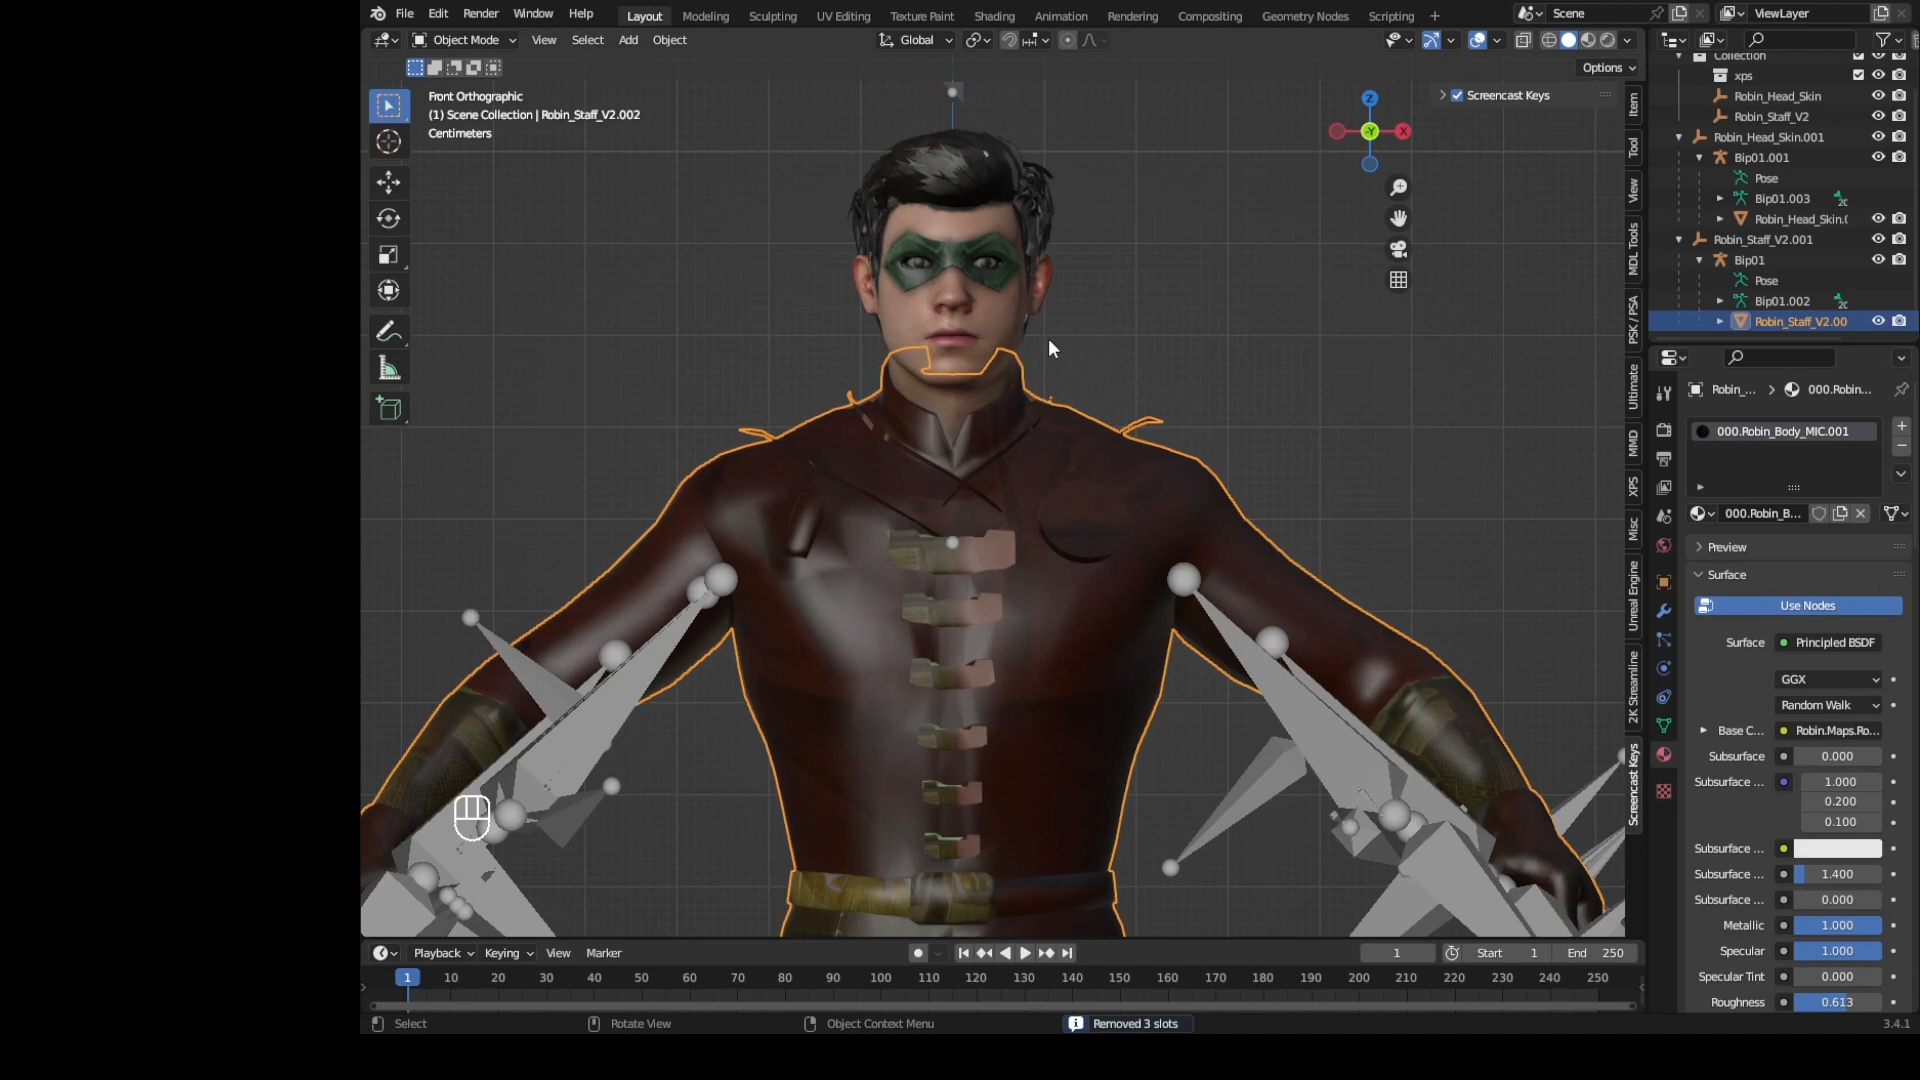 File Edit Render Window Help
Layout Modeling Sculpting UV Editing Texture Paint Shading Animation Rendering Compositing Geometry Nodes Scripting +
Scene
ViewLayer
Object Mode View Select Add Object
Global
Options
Front Orthographic
(1) Scene Collection | Robin_Staff_V2.002
Centimeters
Screencast Keys
Z
-Y
X
Item
Tool
View
MDL Tools
PSK / PSA
Ultimate
MMD
XPS
Misc
Unreal Engine
2K Streamline
Screencast Keys
Collection
xps
Robin_Head_Skin
Robin_Staff_V2
Robin_Head_Skin.001
Bip01.001
Pose
Bip01.003
Robin_Head_Skin.(
Robin_Staff_V2.001
Bip01
Pose
Bip01.002
Robin_Staff_V2.00
Robin_... > 000.Robin...
000.Robin_Body_MIC.001
000.Robin_B...
Preview
Surface
Use Nodes
Surface Principled BSDF
GGX
Random Walk
Base C... Robin.Maps.Ro...
Subsurface 0.000
Subsurface ... 1.000
0.200
0.100
Subsurface ...
Subsurface ... 1.400
Subsurface ... 0.000
Metallic 1.000
Specular 1.000
Specular Tint 0.000
Roughness 0.613
Playback Keying View Marker
1 Start 1 End 250
1 10 20 30 40 50 60 70 80 90 100 110 120 130 140 150 160 170 180 190 200 210 220 230 240 250
Select Rotate View Object Context Menu Removed 3 slots 3.4.1